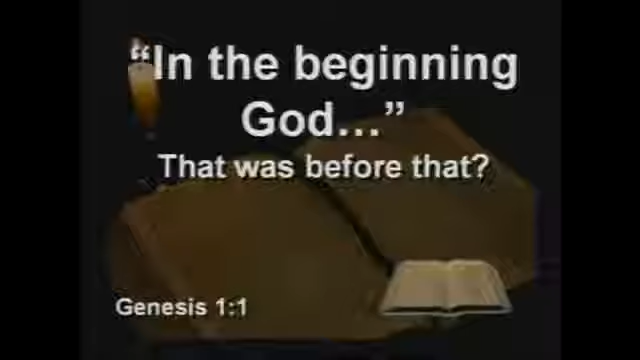 “In the beginning
God…”
That was before that?
Genesis 1:1